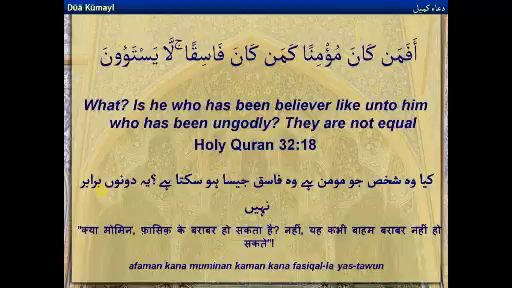 Dūā Kūmayl
دعاء كميل
أَفَمَن كَانَ مُؤْمِنًا كَمَن كَانَ فَاسِقًا ۚ لَّا يَسْتَوُونَ
What? Is he who has been believer like unto him
who has been ungodly? They are not equal
Holy Quran 32:18
کیا وہ شخص جو مومن ہے وہ فاسق جیسا ہو سکتا ہے ؟یہ دونوں برابر
نہیں
"क्या मोमिन, फ़ासिक़ के बराबर हो सकता है? नहीं, यह कभी बाहम बराबर नहीं हो
सकते"!
afaman kana muminan kaman kana fasiqal-la yas-tawun